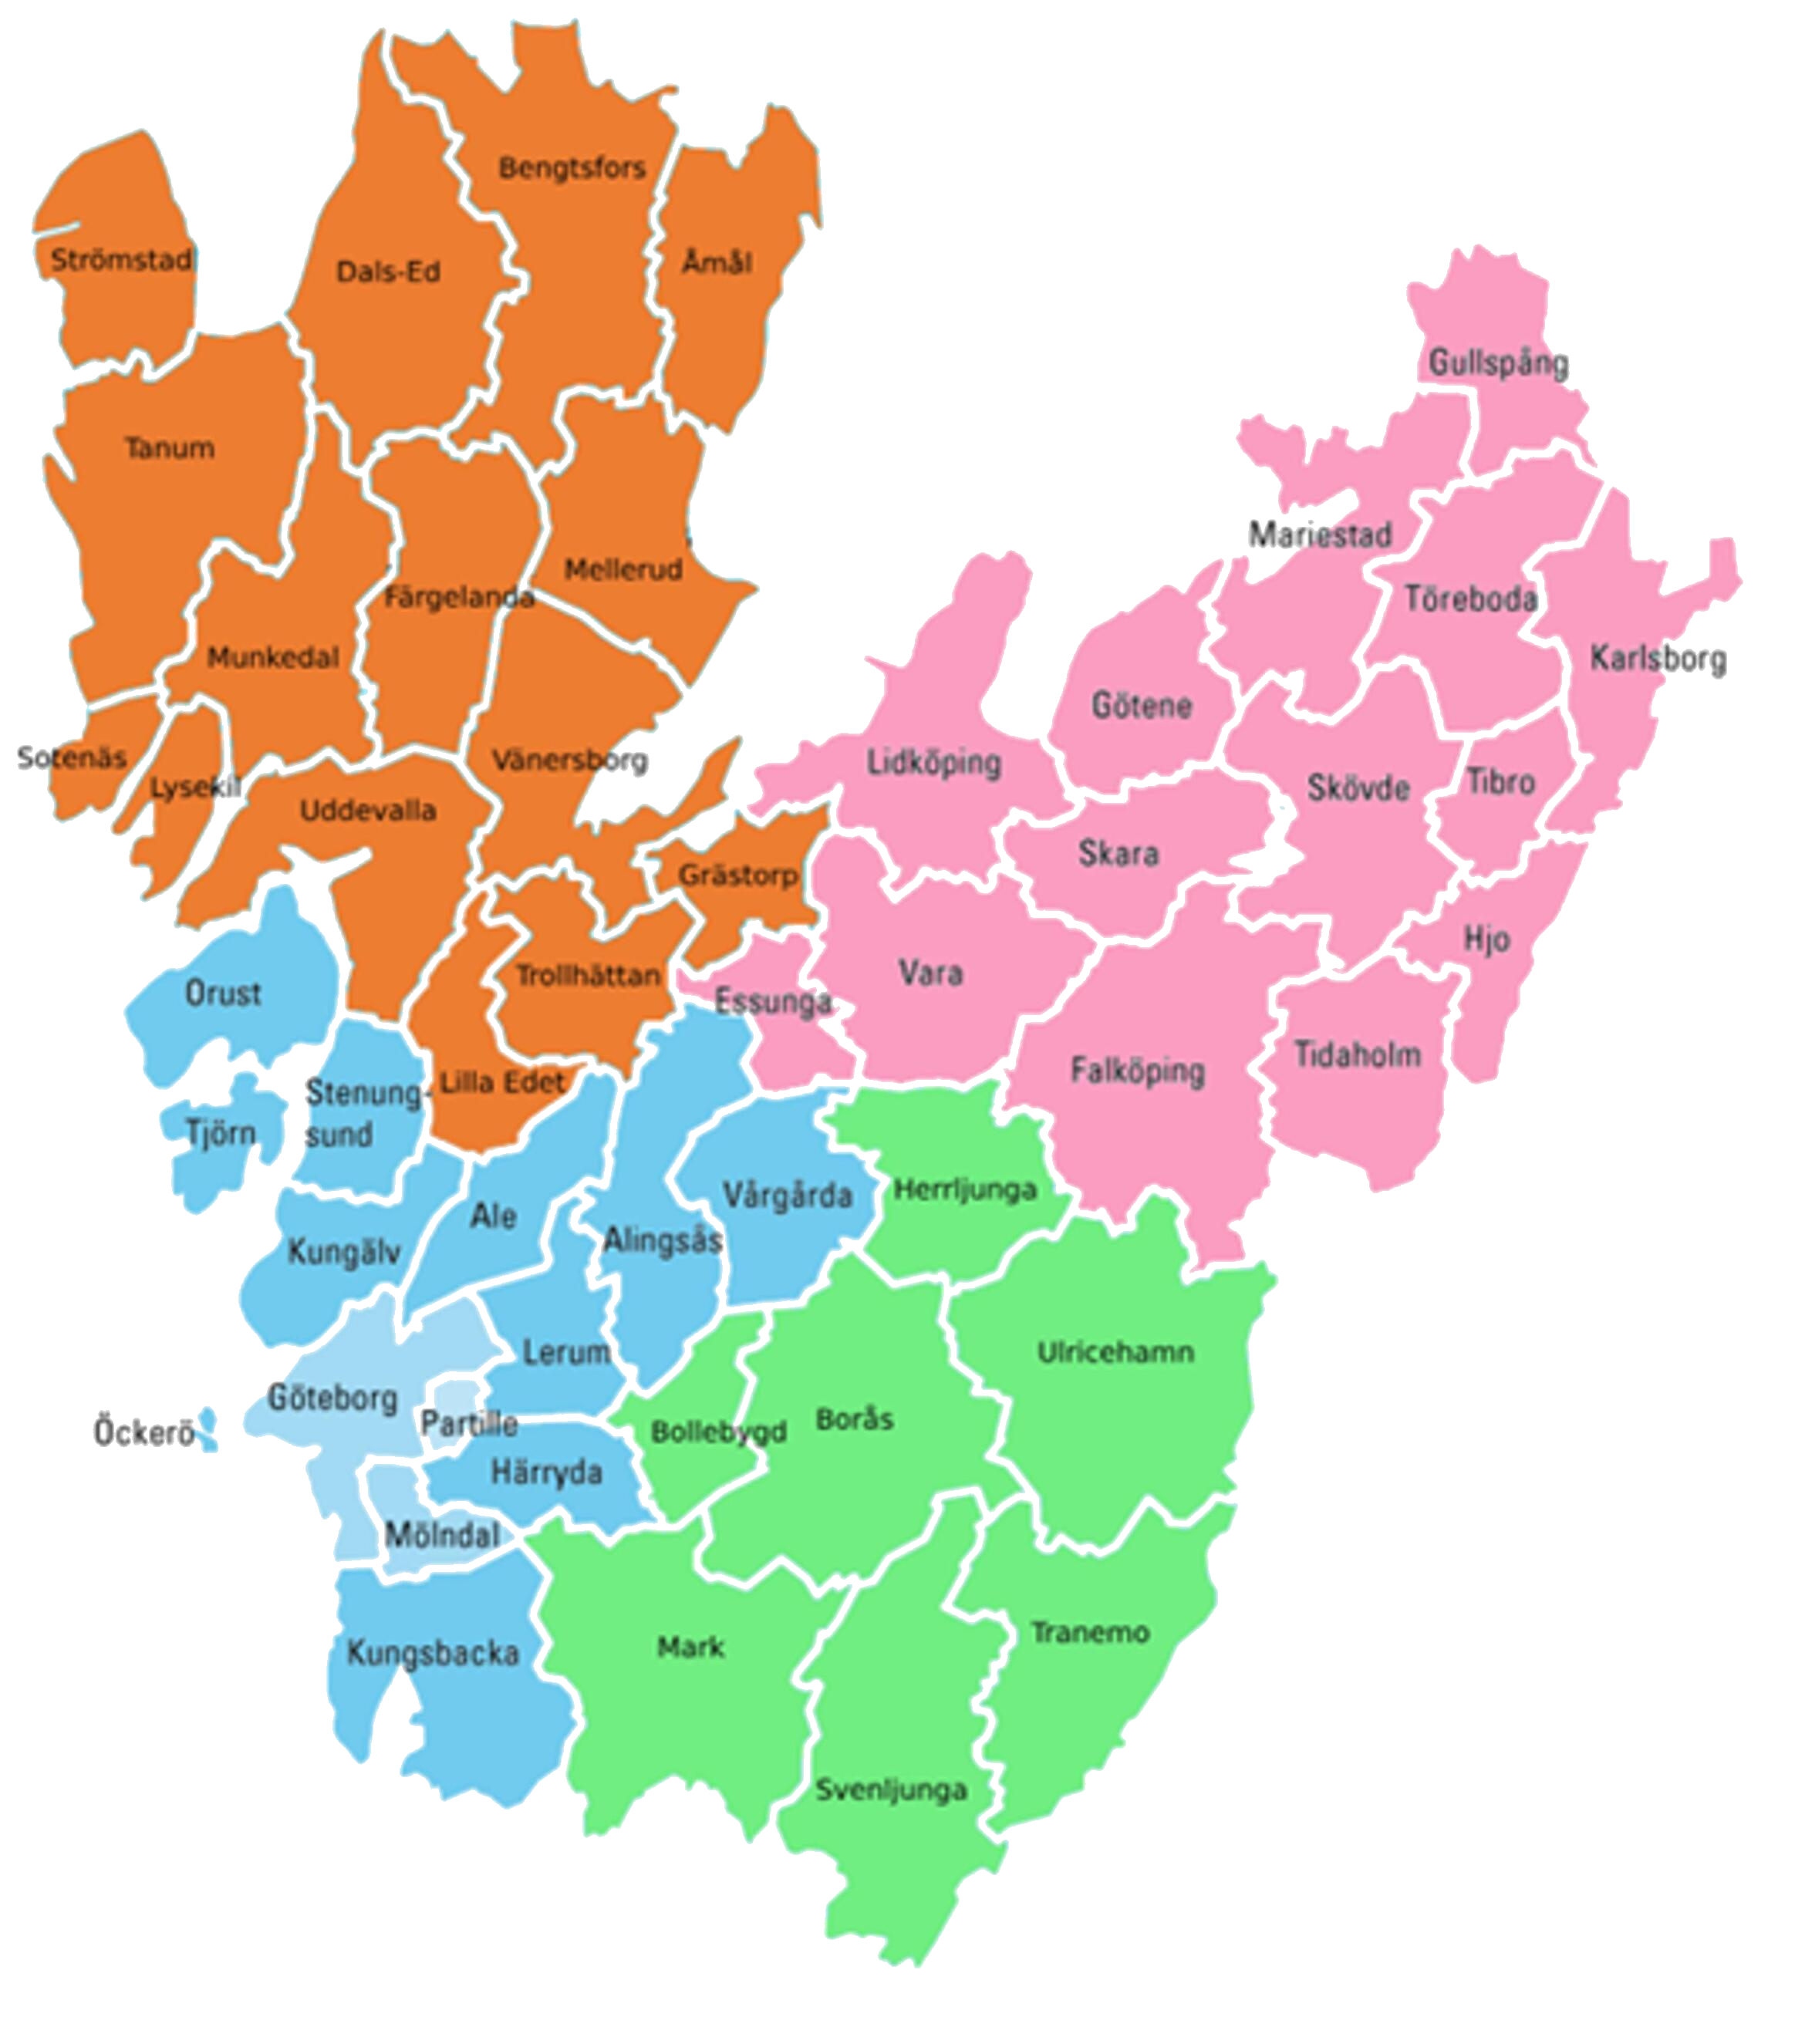 Bengtsfors
Strömstad
Dals-Ed
Åmål
Gullspång
Tanum
Mariestad
Mellerud
Färgelanda
Töreboda
Munkedal
Karlsborg
Götene
Sotenäs
Vänersborg
Lidköping
Lysekil
Skövde
Tibro
Uddevalla
Skara
Grästorp
Hjo
Trollhättan
Vara
Orust
Essunga
Tidaholm
Falköping
Lilla Edet
Stenung-
sund
Tjörn
Herrljunga
Vårgårda
Ale
Alingsås
Kungälv
Lerum
Ulricehamn
Göteborg
Partille
Borås
Öckerö
Bollebygd
Härryda
Mölndal
Tranemo
Mark
Kungsbacka
Svenljunga